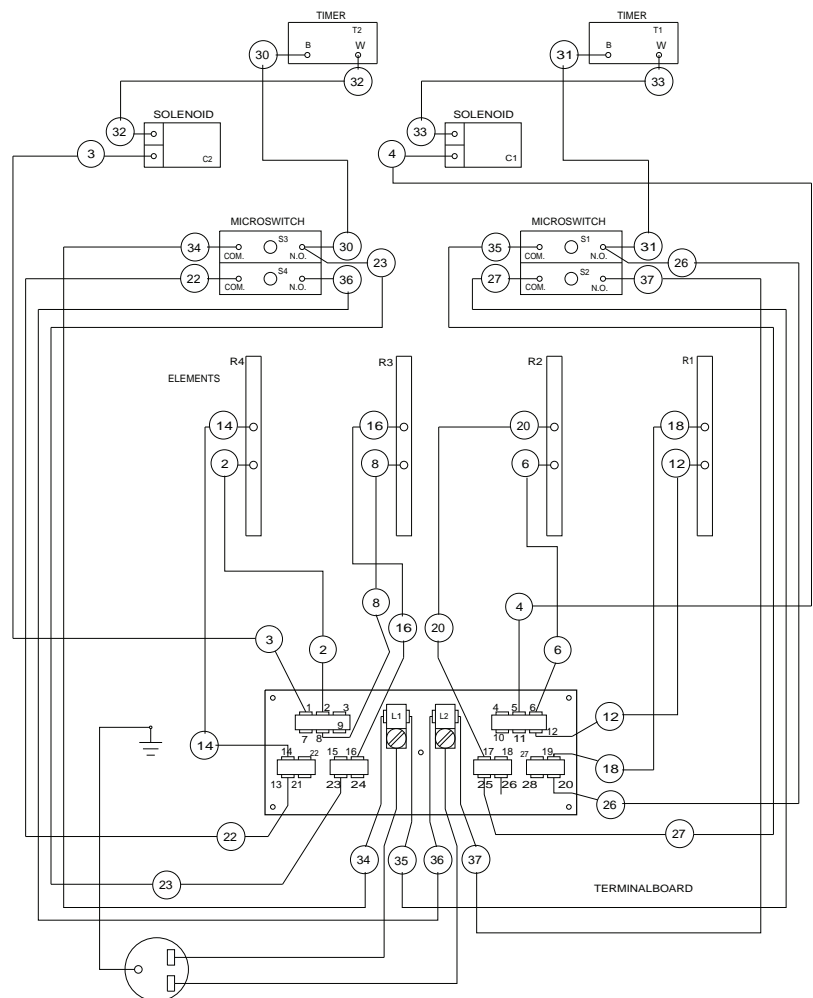 TIMER TIMER
T2 T1
30 B W 31 B W
32 33
SOLENOID SOLENOID
32 33
3 C2 4 C1
MICROSWITCH MICROSWITCH
34 COM. S3 N.O. 30 35 COM. S1 N.O. 31
23 26
22 COM. S4 N.O. 36 27 COM. S2 N.O. 37
R4 R3 R2 R1
ELEMENTS
14 16 20 18
2 8 6 12
8 4
16 20
3 2 6
1 2 3 L1 L2 4 5 6
12
7 8 9 10 11 12
14
14 22 15 16 17 18 27 19
18
13 21 23 24 25 26 28 20
26
22 27
34 35 36 37
23
TERMINALBOARD